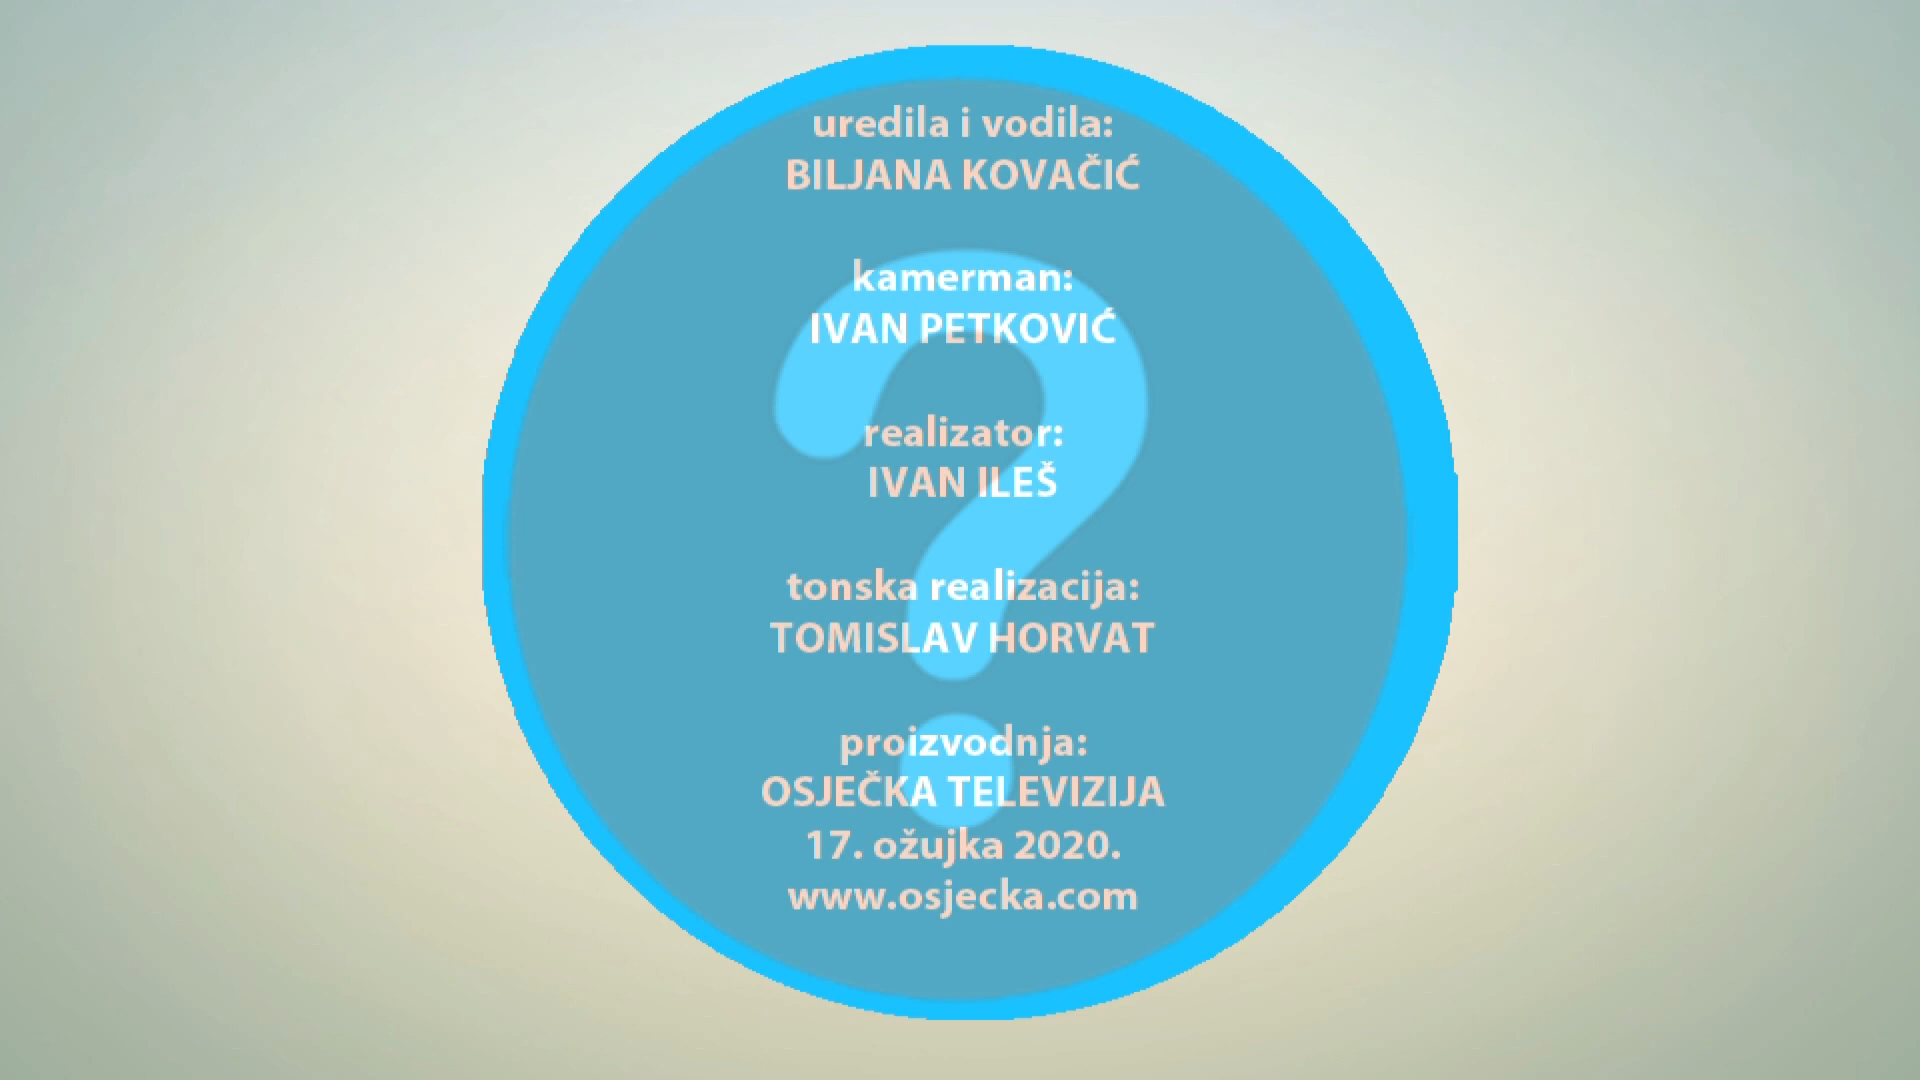 uredila i vodila:
BILJANA KOVAČIĆ
kamerman:
IVAN PETKOVIĆ
realizator:
IVAN ILEŠ
tonska realizacija:
TOMISLAV HORVAT
proizvodnja:
OSJEČKA TELEVIZIJA
17. ožujka 2020.
www.osjecka.com